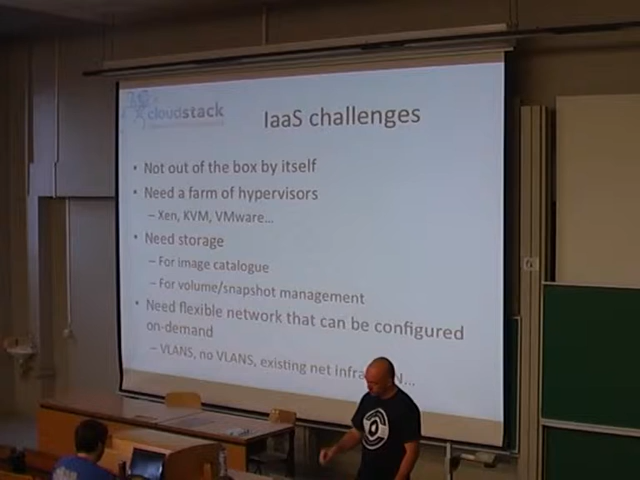 cloudstack
IaaS challenges
• Not out of the box by itself
• Need a farm of hypervisors
– Xen, KVM, VMware...
• Need storage
– For image catalogue
– For volume/snapshot management
• Need flexible network that can be configured
on-demand
– VLANS, no VLANS, existing net